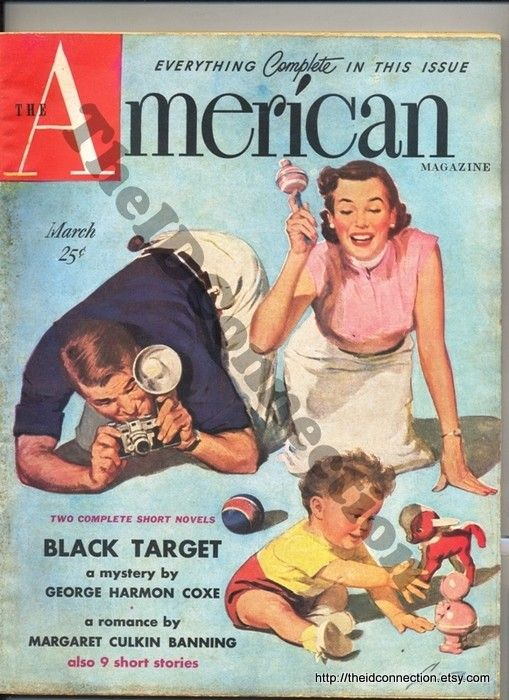 EVERYTHING Complete IN THIS ISSUE
THE American
MAGAZINE
March
25¢
TheIDconnection
TWO COMPLETE SHORT NOVELS
BLACK TARGET
a mystery by
GEORGE HARMON COXE
a romance by
MARGARET CULKIN BANNING
also 9 short stories
http://theidconnection.etsy.com